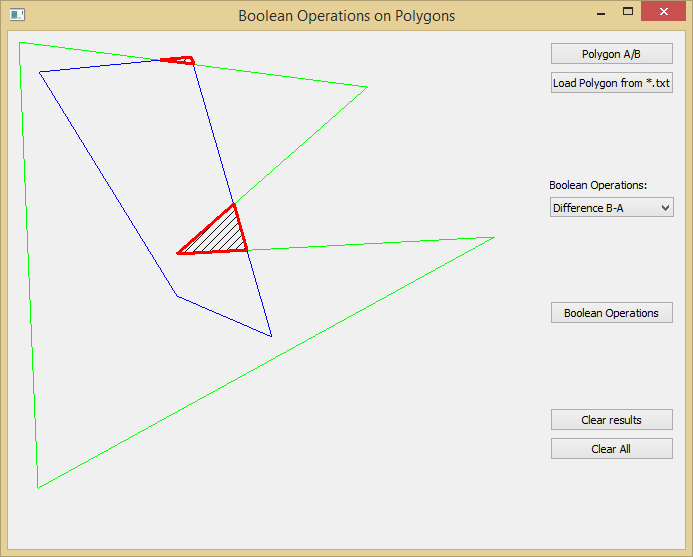 Boolean Operations on Polygons
Polygon A/B
Load Polygon from *.txt
Boolean Operations:
Difference B-A
Boolean Operations
Clear results
Clear All